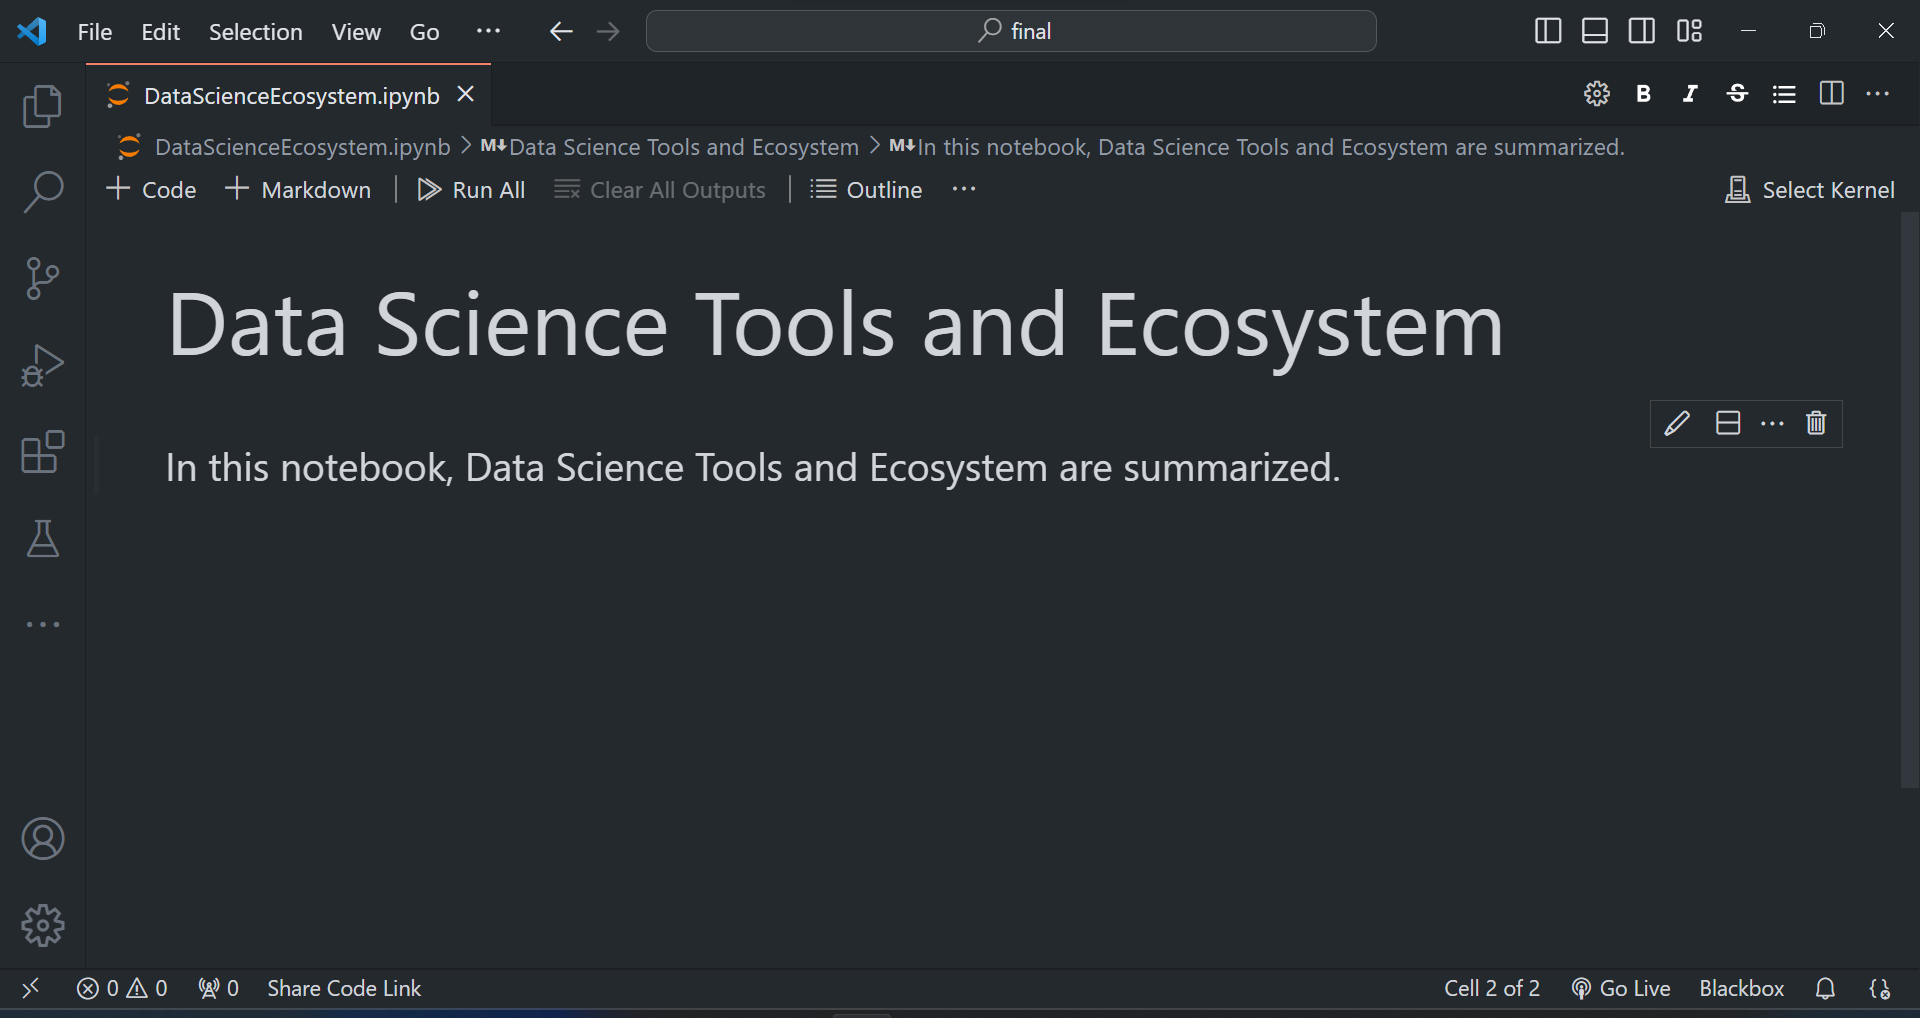 File Edit Selection View Go ··· final
DataScienceEcosystem.ipynb
B I S ···
DataScienceEcosystem.ipynb > M↓Data Science Tools and Ecosystem > M↓In this notebook, Data Science Tools and Ecosystem are summarized.
+ Code + Markdown | Run All Clear All Outputs | Outline ··· Select Kernel
Data Science Tools and Ecosystem
In this notebook, Data Science Tools and Ecosystem are summarized.
0 0 0 Share Code Link Cell 2 of 2 Go Live Blackbox